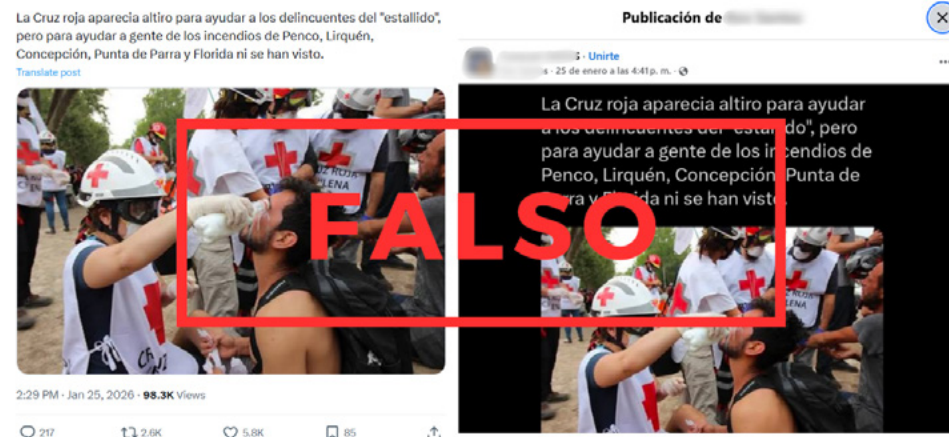 La Cruz roja aparecia altiro para ayudar a los delincuentes del "estallido",
pero para ayudar a gente de los incendios de Penco, Lirquén,
Concepción, Punta de Parra y Florida ni se han visto.
Translate post
CRUZ ROJA
CHILENA
2:29 PM · Jan 25, 2026 · 98.3K Views
217 2.6K 5.8K 85
Publicación de
· Unirte
· 25 de enero a las 4:41 p. m. ·
La Cruz roja aparecia altiro para ayudar
a los delincuentes del "estallido", pero
para ayudar a gente de los incendios de
Penco, Lirquén, Concepción, Punta de
Parra y Florida ni se han visto.
FALSO